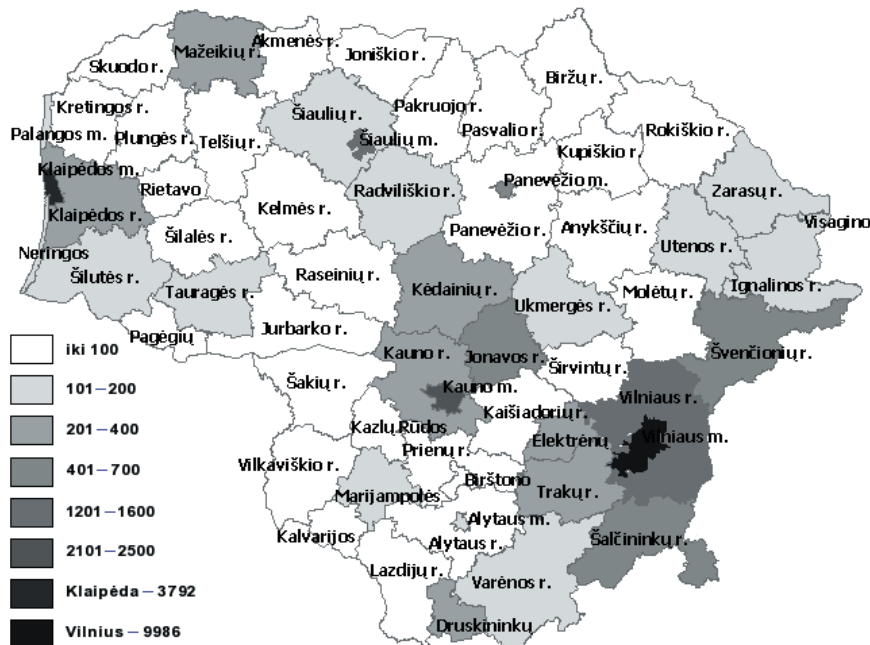 Akmenės r.
Mažeikių r.
Joniškio r.
Skuodo r.
Biržų r.
Kretingos r.
Šiaulių r.
Pakruojo r.
Palangos m.
Plungės r.
Telšių r.
Šiaulių m.
Pasvalio r.
Rokiškio r.
Kupiškio r.
Klaipėdos m.
Rietavo
Radviliškio r.
Panevėžio m.
Zarasų r.
Klaipėdos r.
Kelmės r.
Panevėžio r.
Anykščių r.
Visagino
Šilalės r.
Utenos r.
Neringos
Šilutės r.
Tauragės r.
Raseinių r.
Kėdainių r.
Ukmergės r.
Molėtų r.
Ignalinos r.
Pagėgių
Jurbarko r.
iki 100
Kauno r.
Jonavos r.
Širvintų r.
Švenčionių r.
101–200
Šakių r.
Kauno m.
Vilniaus r.
201–400
Kaišiadorių r.
Kazlų Rūdos
Elektrėnų
Vilniaus m.
401–700
Prienų r.
Vilkaviškio r.
Birštono
Marijampolės
Trakų r.
1201–1600
Alytaus m.
Kalvarijos
Alytaus r.
Šalčininkų r.
2101–2500
Lazdijų r.
Varėnos r.
Klaipėda – 3792
Druskininkų
Vilnius – 9986